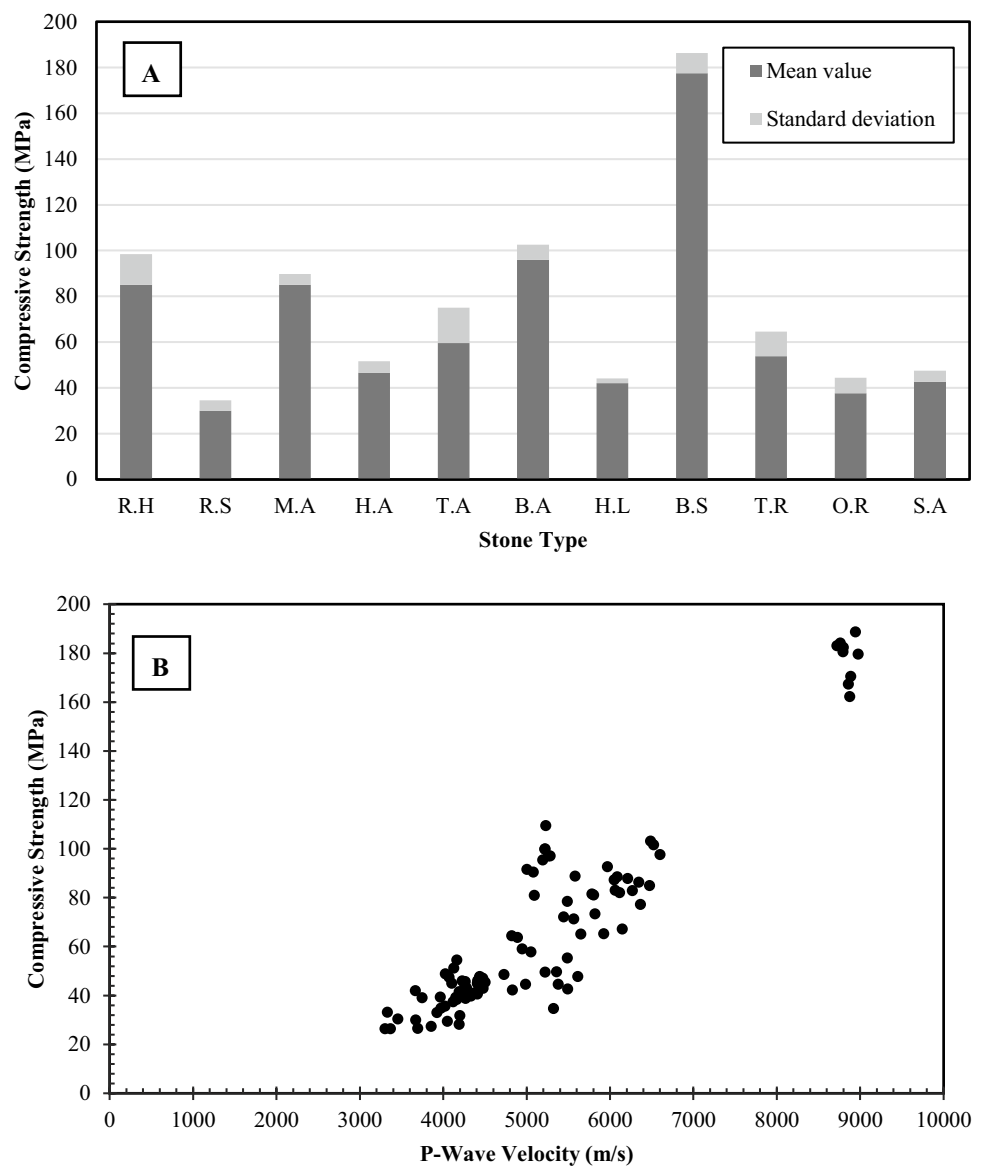 200
180
160
140
120
100
80
60
40
20
0
Compressive Strength (MPa)
A
Mean value
Standard deviation
R.H R.S M.A H.A T.A B.A H.L B.S T.R O.R S.A
Stone Type
200
180
160
140
120
100
80
60
40
20
0
Compressive Strength (MPa)
B
0 1000 2000 3000 4000 5000 6000 7000 8000 9000 10000
P-Wave Velocity (m/s)